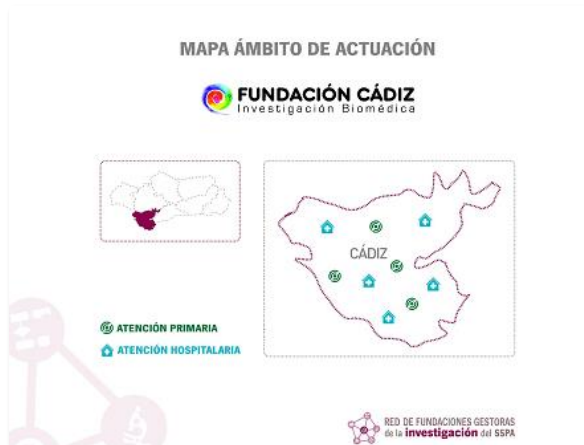 MAPA ÁMBITO DE ACTUACIÓN
FUNDACIÓN CÁDIZ
Investigación Biomédica
CÁDIZ
ATENCIÓN PRIMARIA
ATENCIÓN HOSPITALARIA
RED DE FUNDACIONES GESTORAS
de la investigación del SSPA